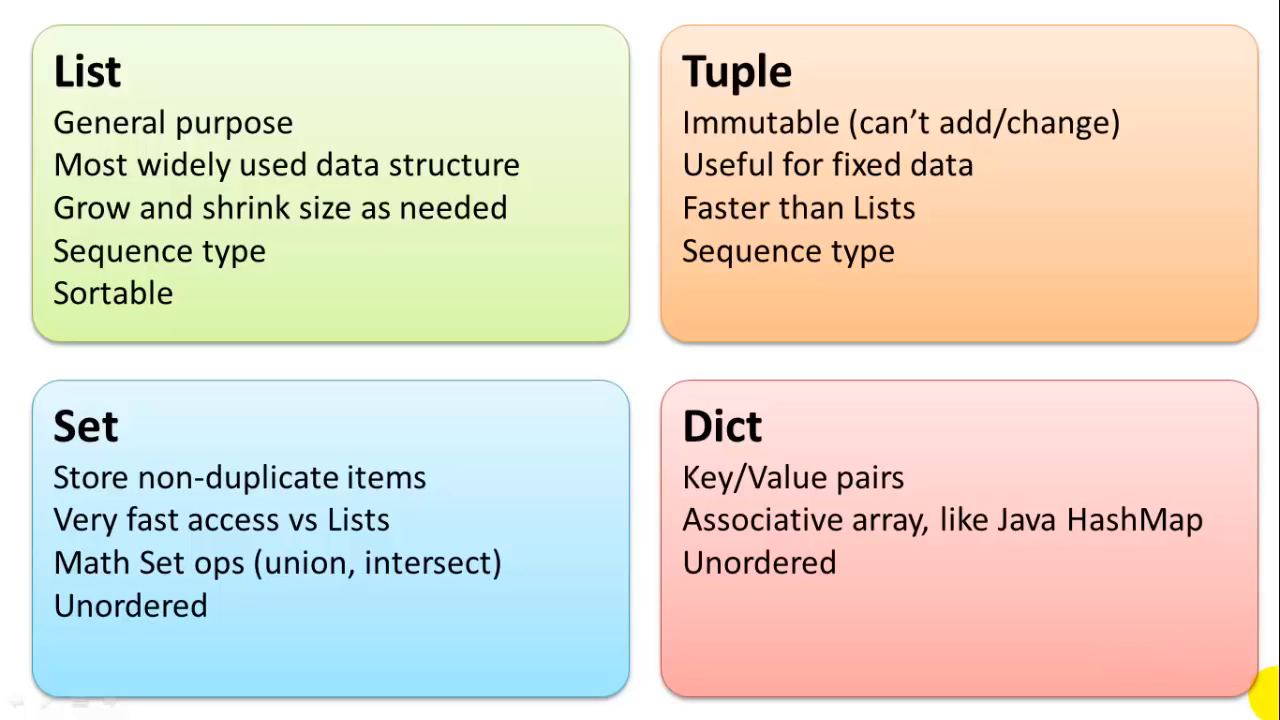 List
General purpose
Most widely used data structure
Grow and shrink size as needed
Sequence type
Sortable
Tuple
Immutable (can’t add/change)
Useful for fixed data
Faster than Lists
Sequence type
Set
Store non-duplicate items
Very fast access vs Lists
Math Set ops (union, intersect)
Unordered
Dict
Key/Value pairs
Associative array, like Java HashMap
Unordered